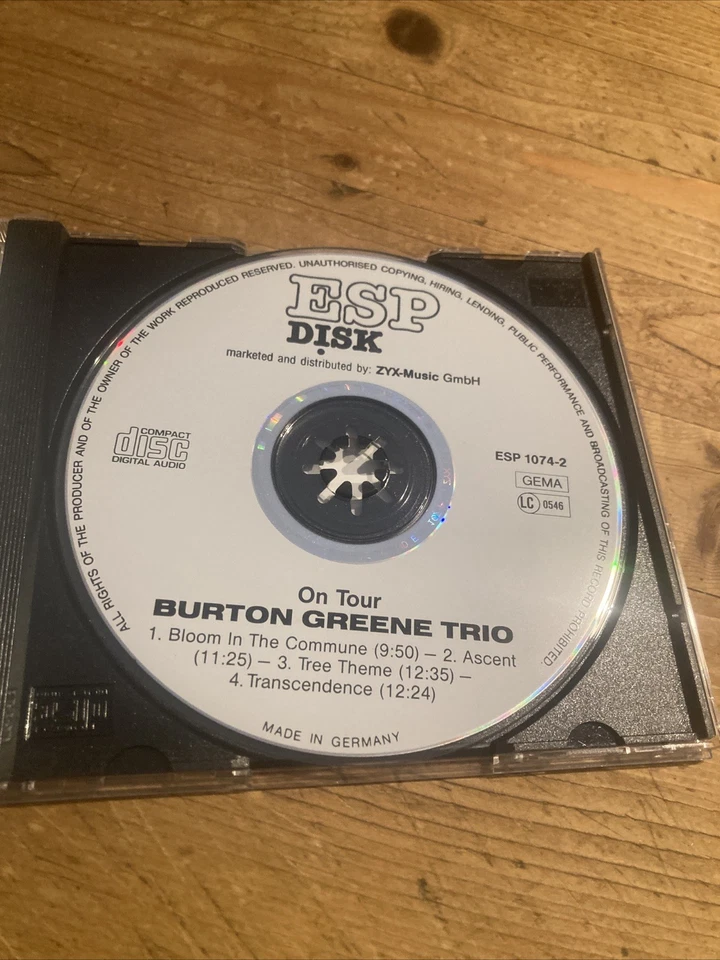 ALL RIGHTS OF THE PRODUCER AND OF THE OWNER OF THE WORK REPRODUCED RESERVED. UNAUTHORISED COPYING, HIRING, LENDING, PUBLIC PERFORMANCE AND BROADCASTING OF THIS RECORD PROHIBITED.
ESP
DISK
marketed and distributed by: ZYX-Music GmbH
COMPACT
disc
DIGITAL AUDIO
ESP 1074-2
GEMA
LC 0546
On Tour
BURTON GREENE TRIO
1. Bloom In The Commune (9:50) – 2. Ascent
(11:25) – 3. Tree Theme (12:35) –
4. Transcendence (12:24)
MADE IN GERMANY